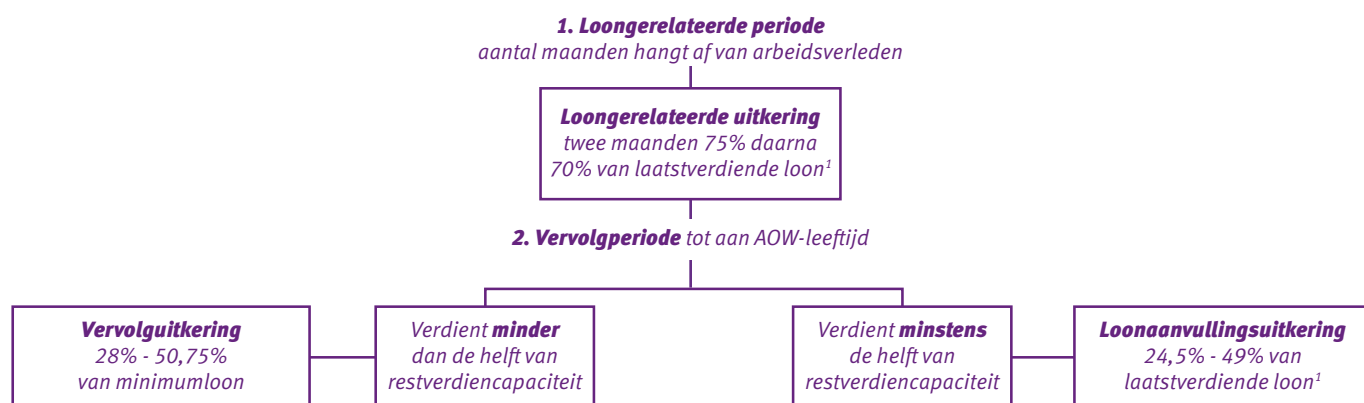 1. Loongerelateerde periode
aantal maanden hangt af van arbeidsverleden
Loongerelateerde uitkering
twee maanden 75% daarna
70% van laatstverdiende loon¹
2. Vervolgperiode tot aan AOW-leeftijd
Vervolguitkering
28% - 50,75%
van minimumloon
Verdient minder
dan de helft van
restverdiencapaciteit
Verdient minstens
de helft van
restverdiencapaciteit
Loonaanvullingsuitkering
24,5% - 49% van
laatstverdiende loon¹